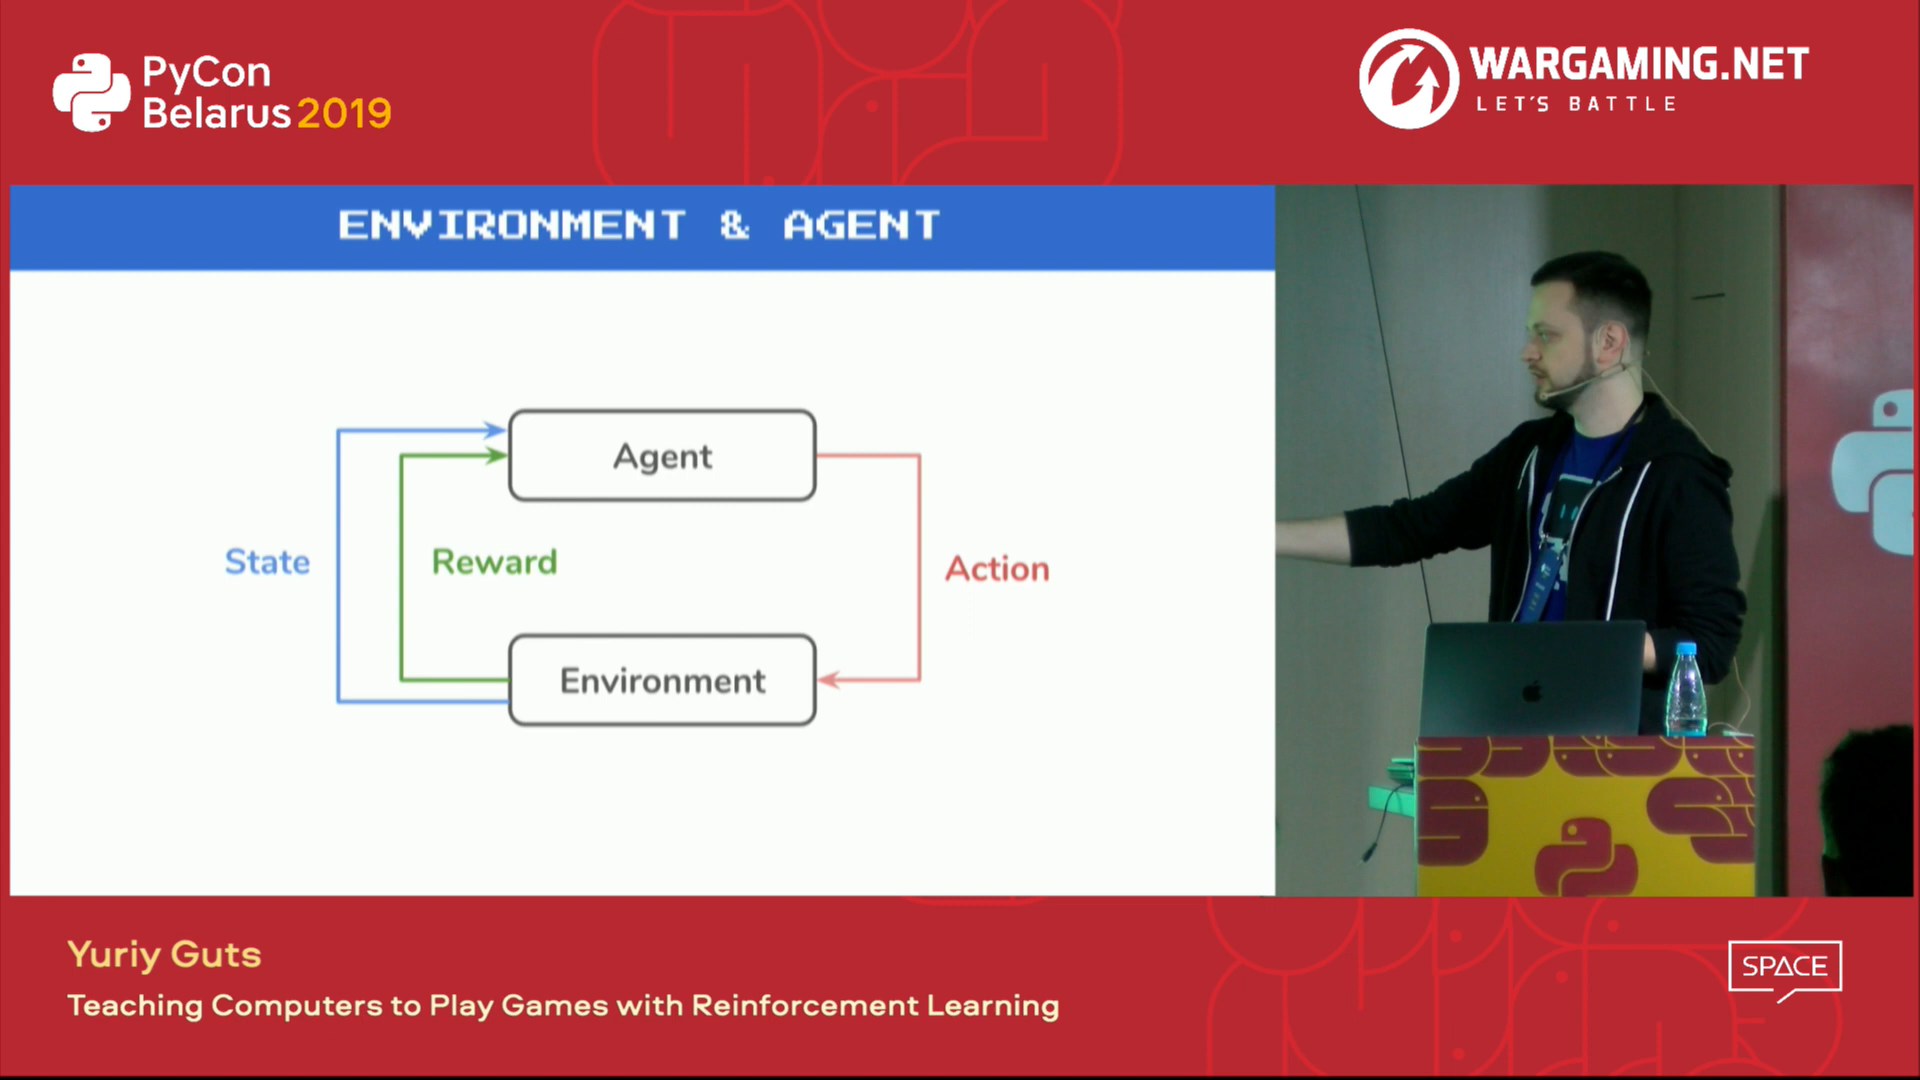 PyCon
Belarus 2019
WARGAMING.NET
LET'S BATTLE
ENVIRONMENT & AGENT
Agent
State
Reward
Action
Environment
Yuriy Guts
Teaching Computers to Play Games with Reinforcement Learning
SPACE